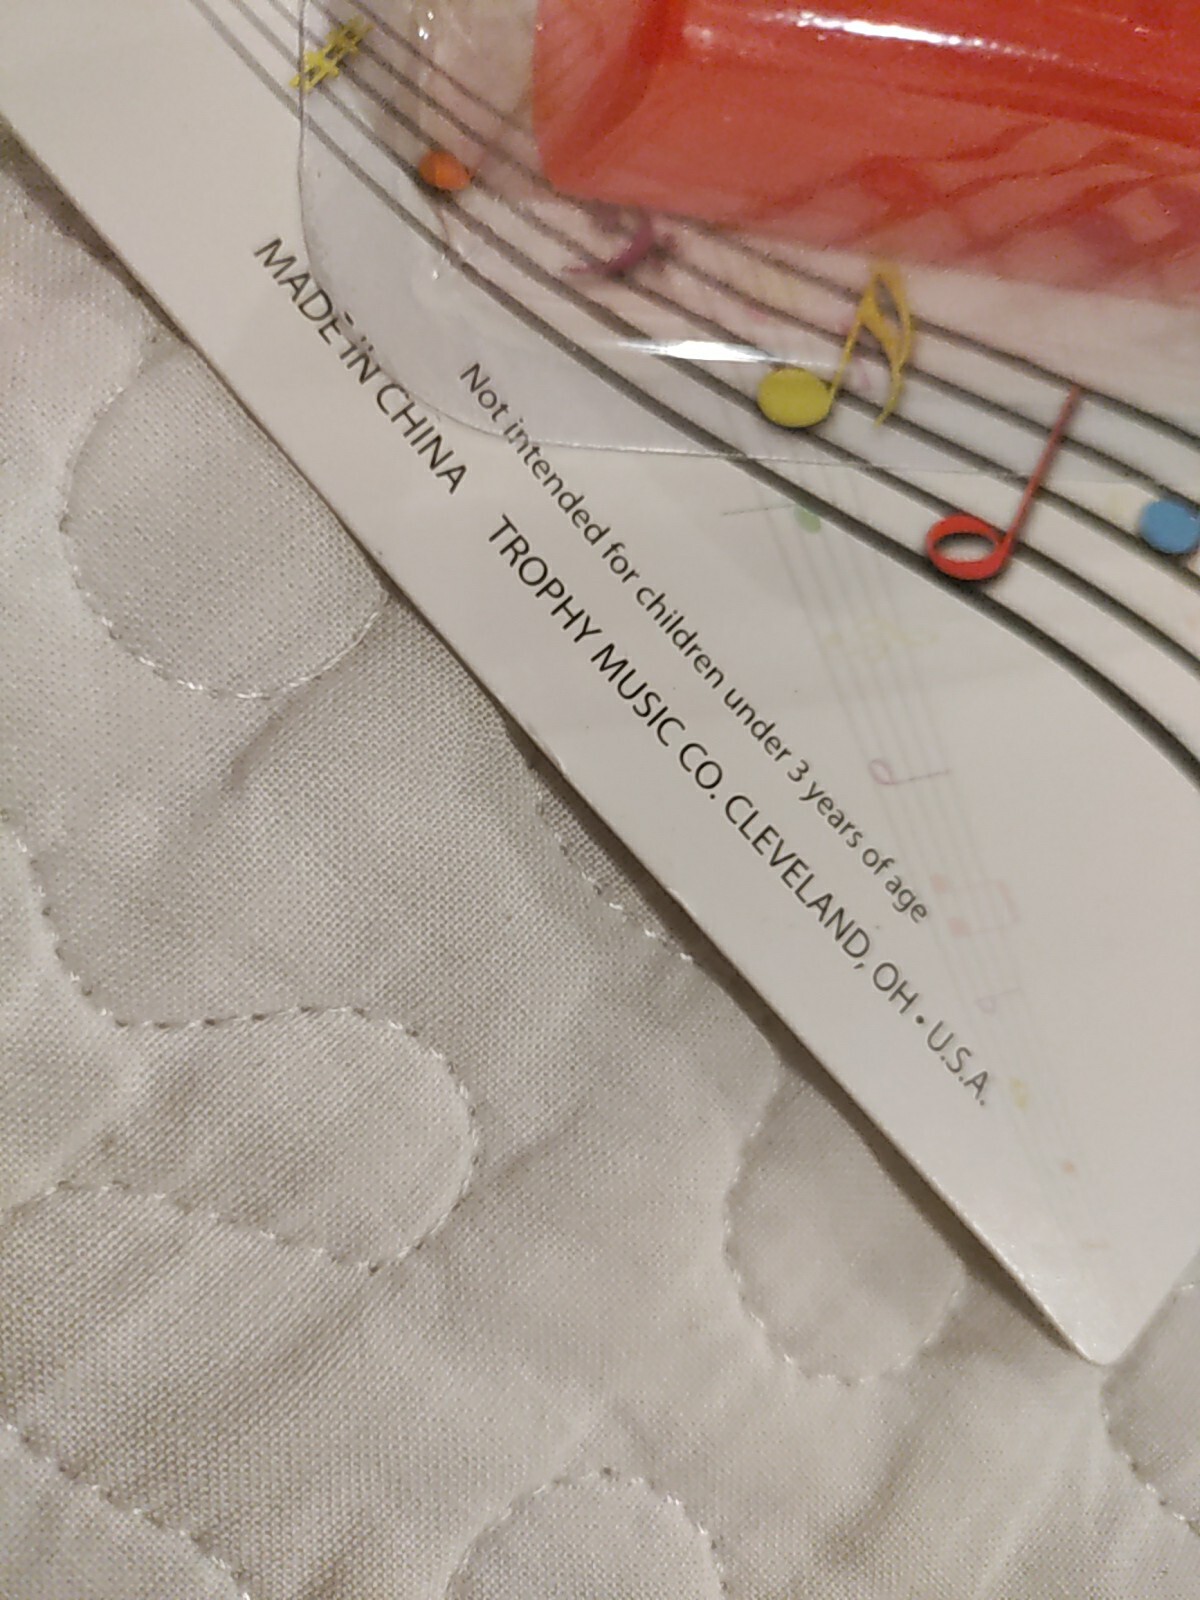 Not intended for children under 3 years of age
MADE IN CHINA
TROPHY MUSIC CO. CLEVELAND, OH • U.S.A.